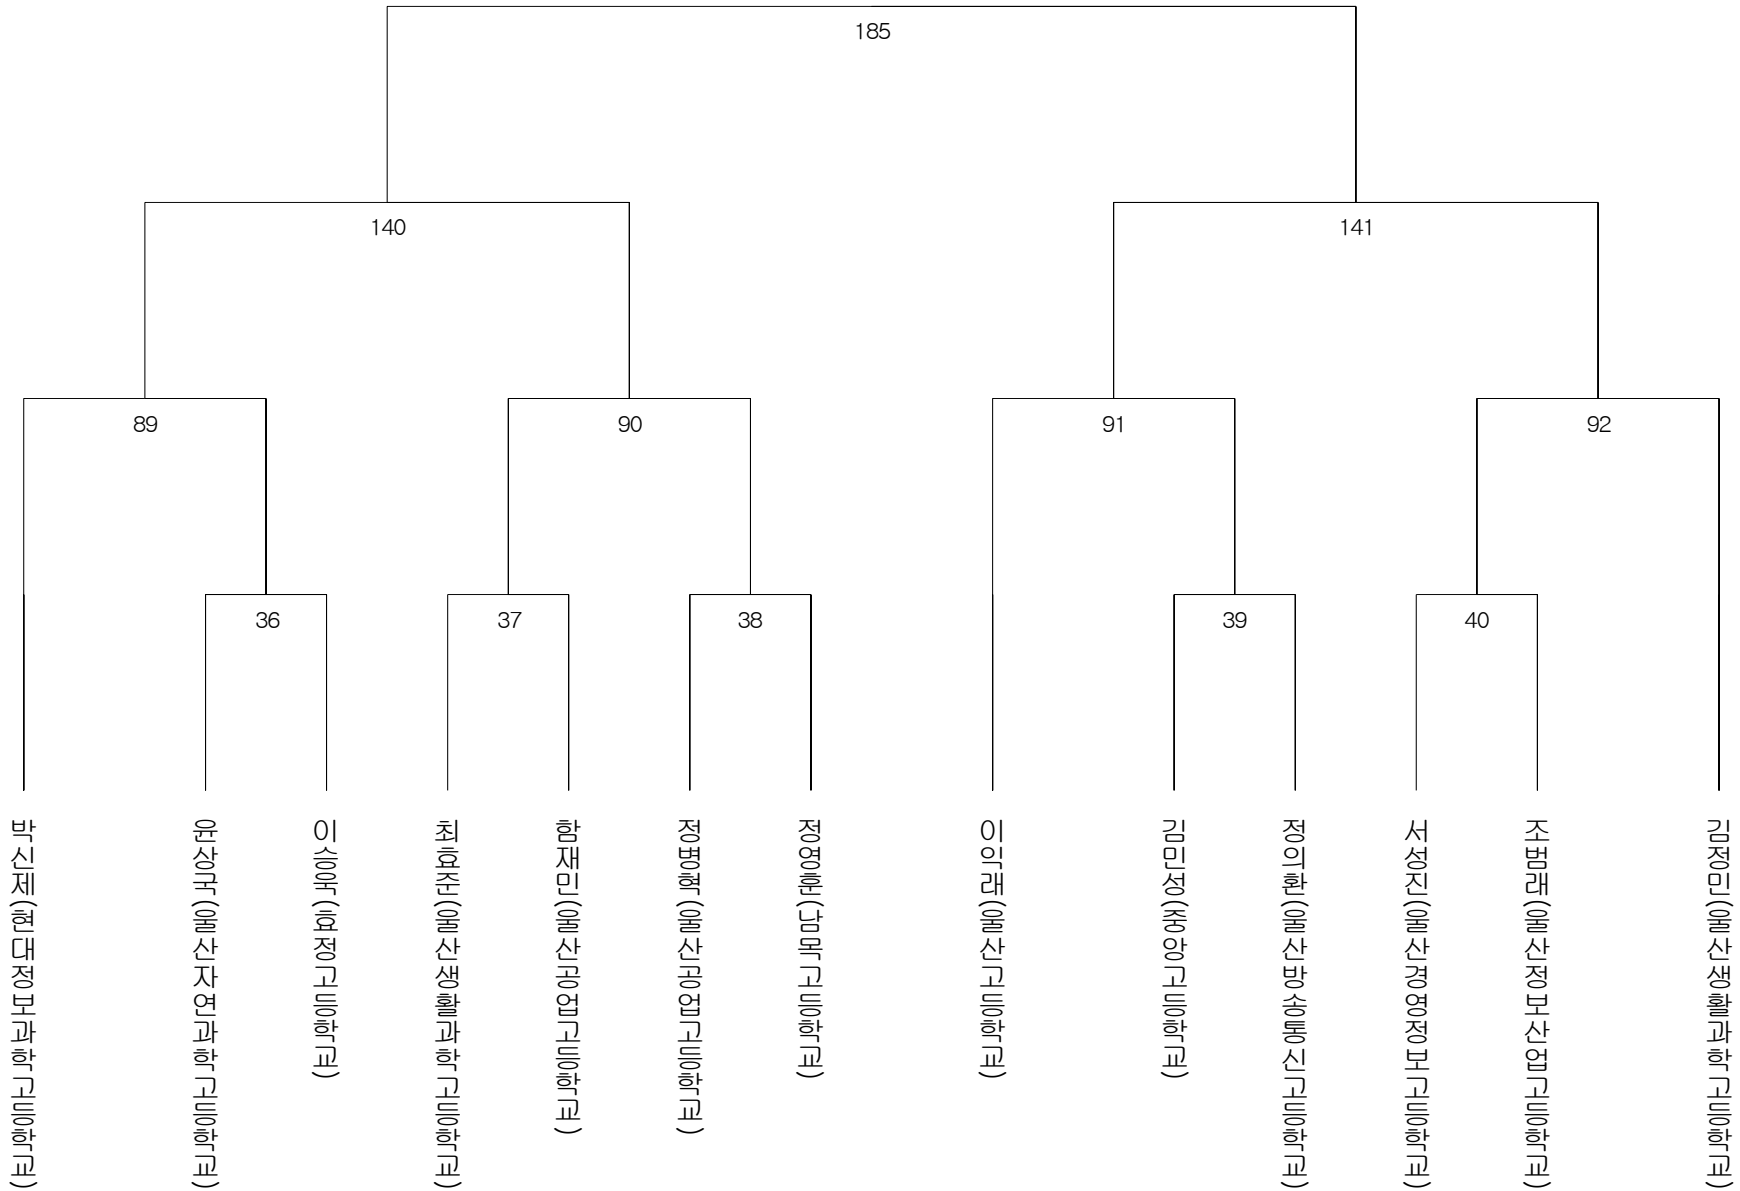 185
140
141
89
90
91
92
36
37
38
39
40
박신제(현대정보과학고등학교)
윤상국(울산자연과학고등학교)
이승욱(효정고등학교)
최효준(울산생활과학고등학교)
함재민(울산공업고등학교)
정병혁(울산공업고등학교)
정영훈(남목고등학교)
이익래(울산고등학교)
김민성(중앙고등학교)
정의환(울산방송통신고등학교)
서성진(울산경영정보고등학교)
조범래(울산정보산업고등학교)
김정민(울산생활과학고등학교)